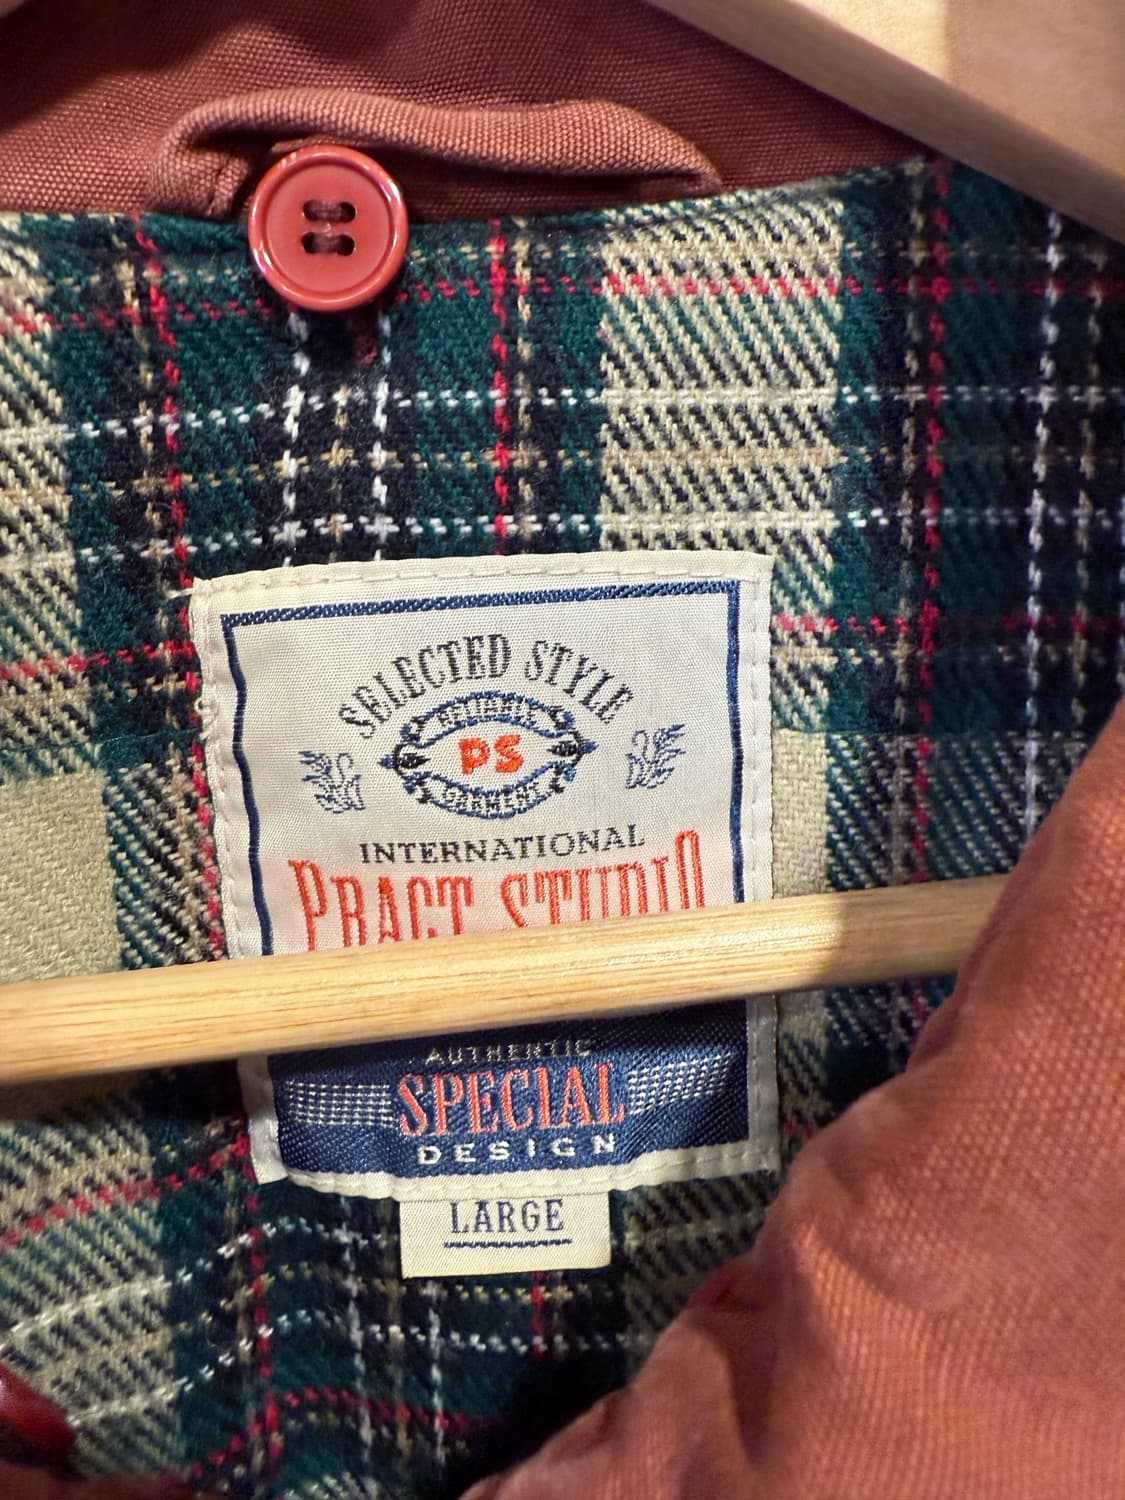 SELECTED STYLE
RELIABLE
PS
GARMENT
INTERNATIONAL
PRACT STUDIO
AUTHENTIC
SPECIAL
DESIGN
LARGE